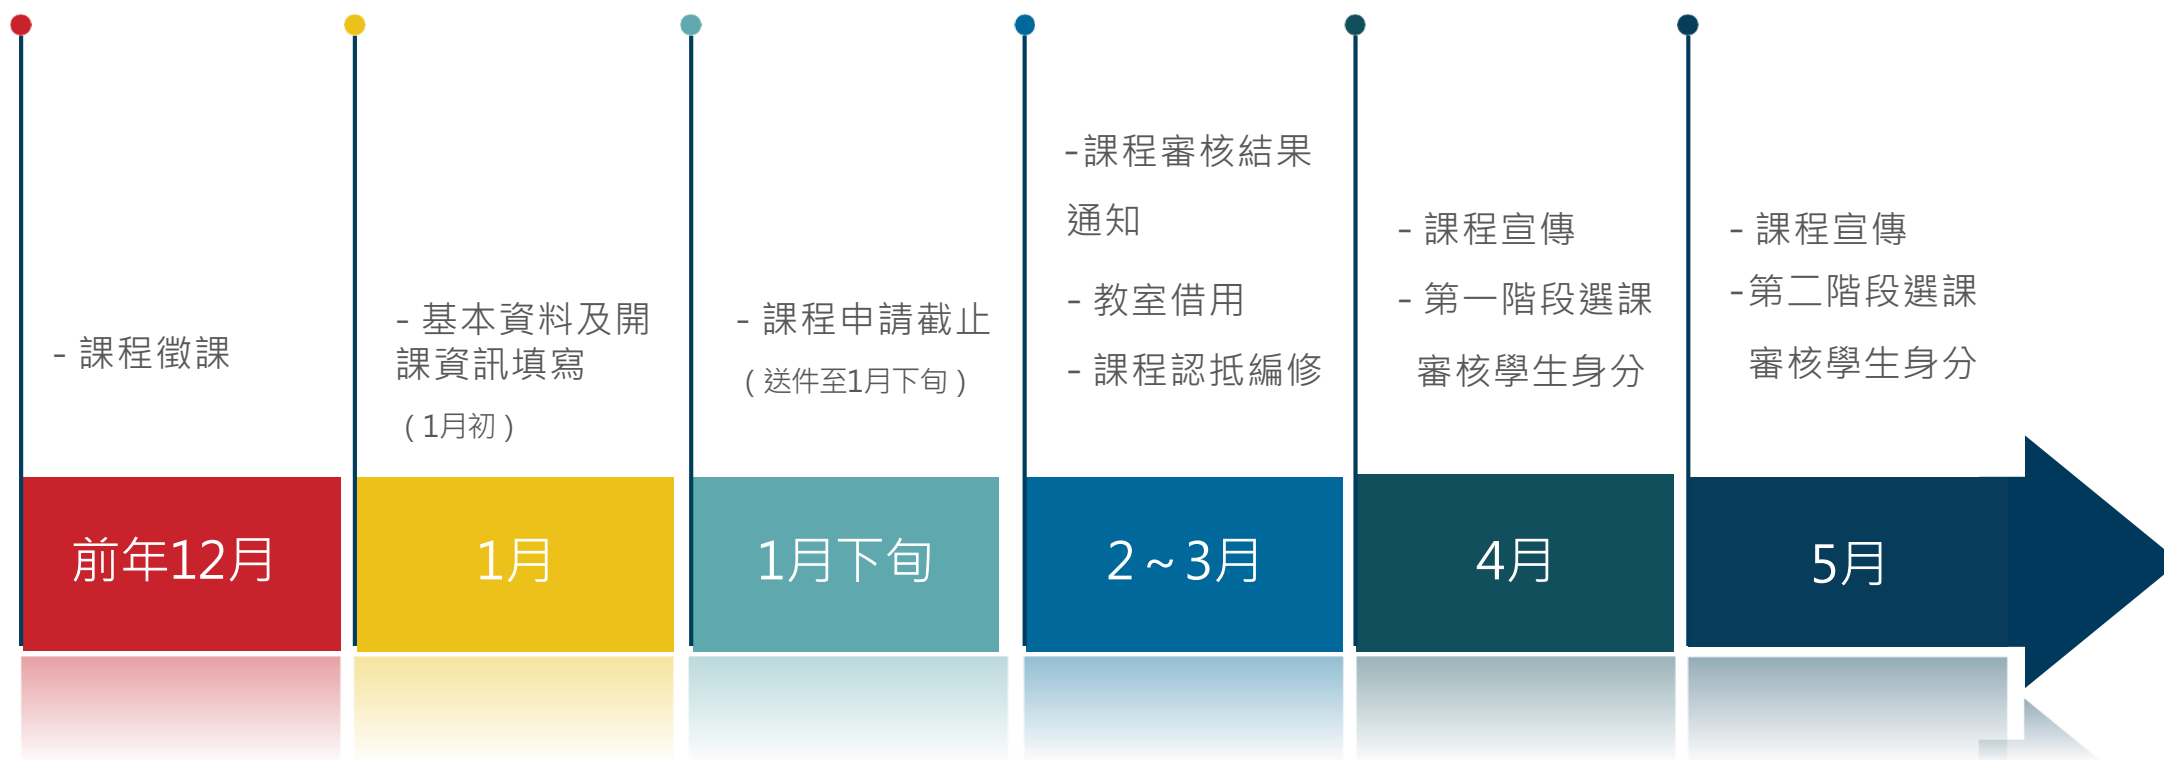 - 課程徵課
前年12月
- 基本資料及開
課資訊填寫
（1月初）
1月
- 課程申請截止
（送件至1月下旬）
1月下旬
-課程審核結果
通知
- 教室借用
- 課程認抵編修
2～3月
- 課程宣傳
- 第一階段選課
審核學生身分
4月
- 課程宣傳
-第二階段選課
審核學生身分
5月